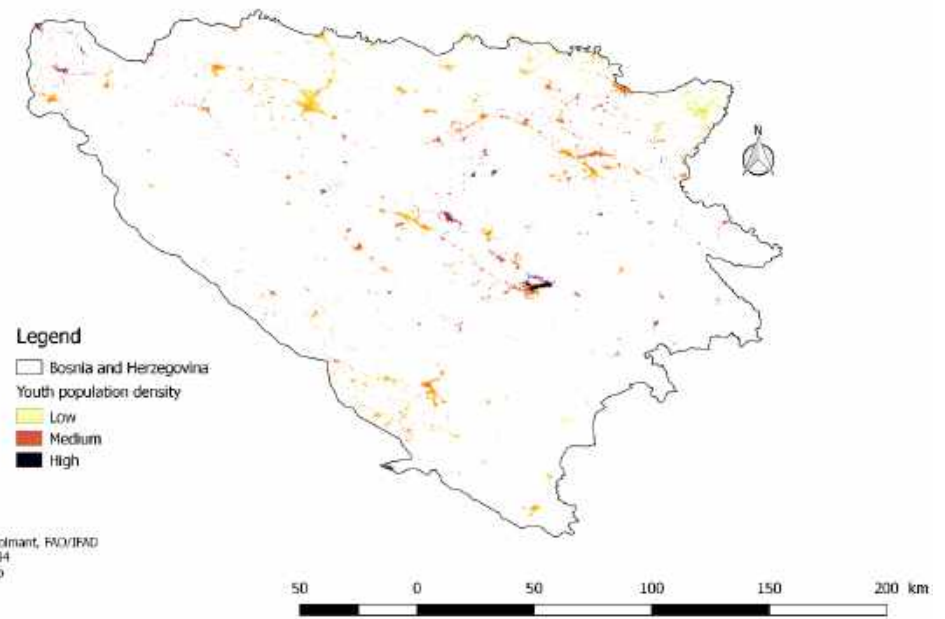 N
Legend
Bosnia and Herzegovina
Youth population density
Low
Medium
High
FAO/IFAD
50 0 50 100 150 200 km